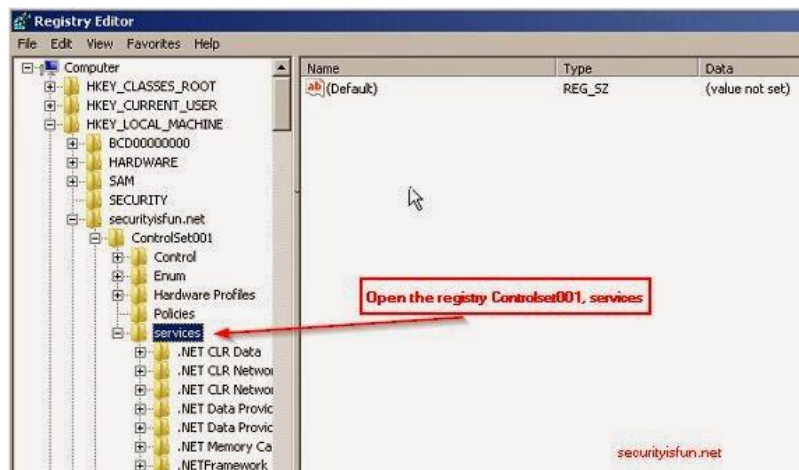 Registry Editor
File Edit View Favorites Help
Computer
HKEY_CLASSES_ROOT
HKEY_CURRENT_USER
HKEY_LOCAL_MACHINE
BCD00000000
HARDWARE
SAM
SECURITY
securityisfun.net
ControlSet001
Control
Enum
Hardware Profiles
Policies
services
.NET CLR Data
.NET CLR Networ
.NET CLR Networ
.NET Data Provic
.NET Data Provic
.NET Memory Ca
.NETFramework
Name Type Data
ab (Default) REG_SZ (value not set)
Open the registry Controlset001, services
securityisfun.net